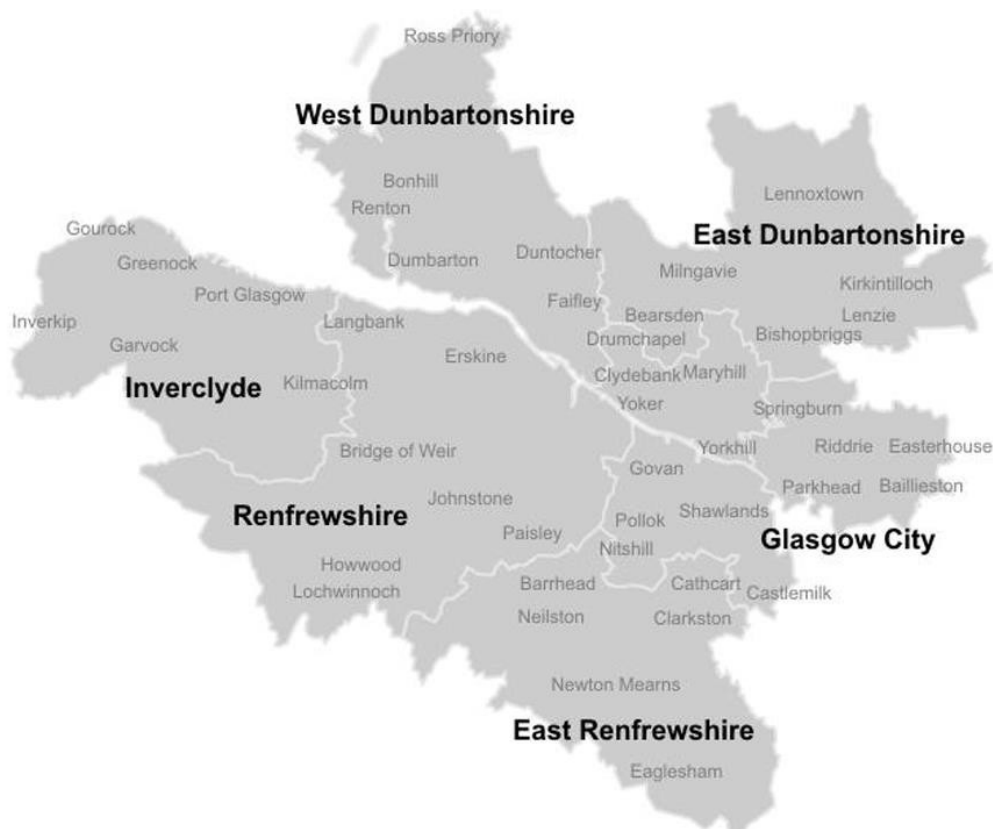 Ross Priory
West Dunbartonshire
Bonhill
Lennoxtown
Renton
Gourock
East Dunbartonshire
Duntocher
Greenock
Dumbarton
Milngavie
Kirkintilloch
Port Glasgow
Faifley
Inverkip
Langbank
Bearsden
Lenzie
Drumchapel
Bishopbriggs
Garvock
Erskine
Inverclyde
Kilmacolm
Clydebank
Maryhill
Yoker
Springburn
Bridge of Weir
Yorkhill
Riddrie
Easterhouse
Govan
Parkhead
Baillieston
Johnstone
Renfrewshire
Shawlands
Pollok
Paisley
Glasgow City
Nitshill
Howwood
Barrhead
Cathcart
Lochwinnoch
Castlemilk
Neilston
Clarkston
Newton Mearns
East Renfrewshire
Eaglesham